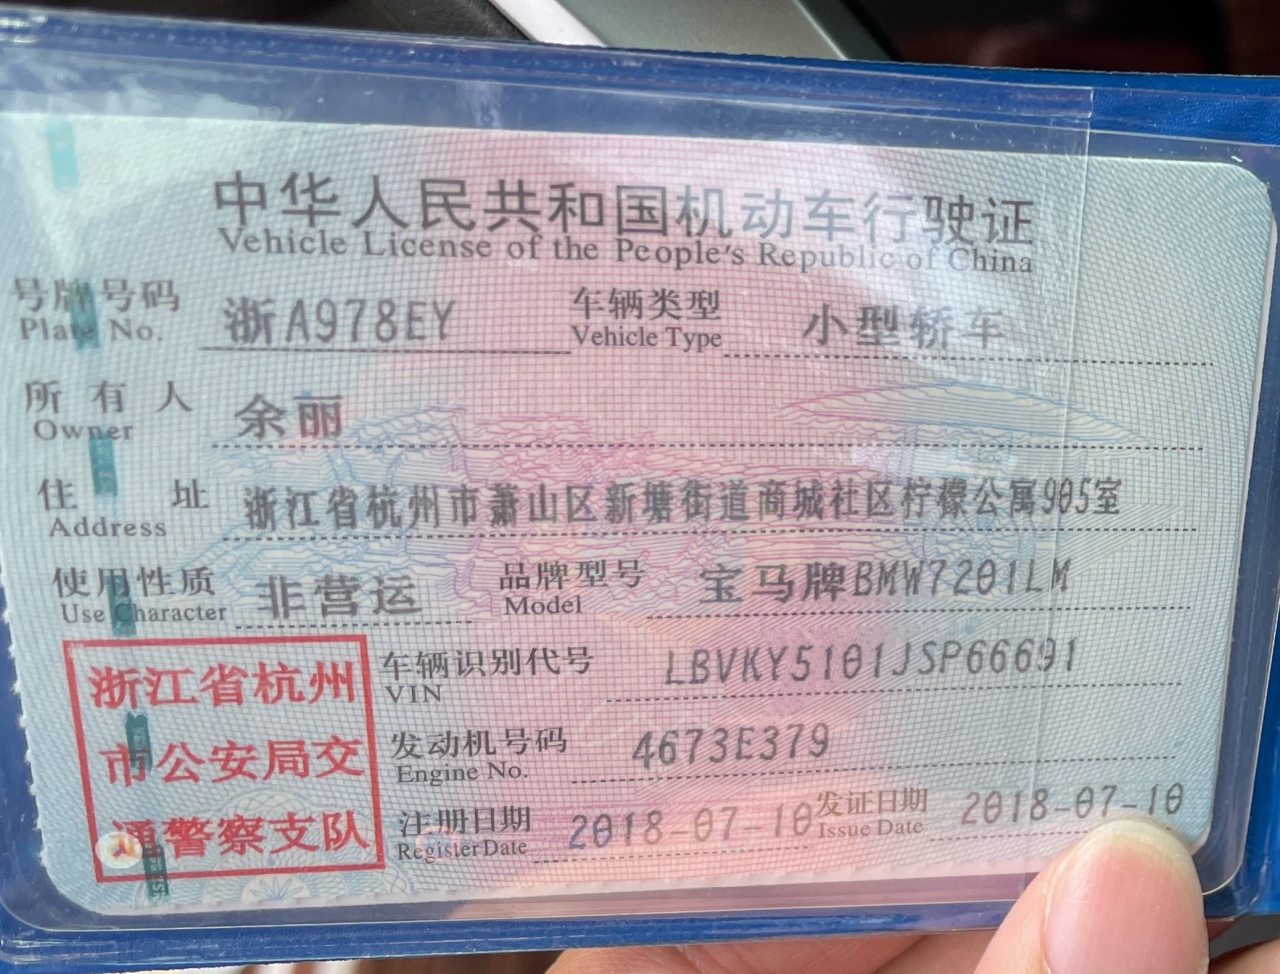 中华人民共和国机动车行驶证
Vehicle License of the People's Republic of China
号牌号码 浙A978EY 车辆类型 小型轿车
Plate No. Vehicle Type
所有人 余丽
Owner
住址 浙江省杭州市萧山区新塘街道商城社区柠檬公寓905室
Address
使用性质 非营运 品牌型号 宝马牌BMW7201LM
Use Character Model
浙江省杭州
市公安局交
通警察支队
车辆识别代号 LBVKY5101JSP66691
VIN
发动机号码 4673E379
Engine No.
注册日期 2018-07-10 发证日期 2018-07-10
Register Date Issue Date